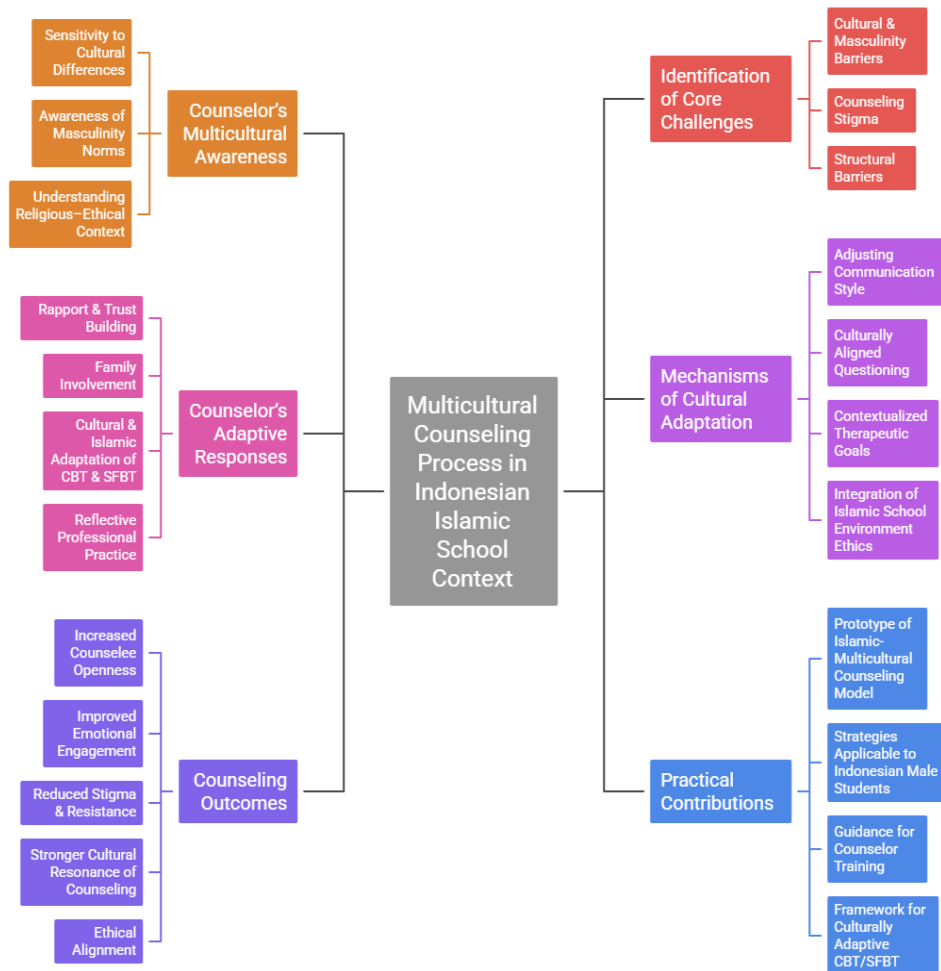 Sensitivity to
Cultural
Differences
Awareness of
Masculinity
Norms
Understanding
Religious–Ethical
Context
Counselor's
Multicultural
Awareness
Rapport & Trust
Building
Family
Involvement
Cultural &
Islamic
Adaptation of
CBT & SFBT
Reflective
Professional
Practice
Counselor's
Adaptive
Responses
Increased
Counselee
Openness
Improved
Emotional
Engagement
Reduced Stigma
& Resistance
Stronger Cultural
Resonance of
Counseling
Ethical
Alignment
Counseling
Outcomes
Multicultural
Counseling
Process in
Indonesian
Islamic
School
Context
Identification
of Core
Challenges
Cultural &
Masculinity
Barriers
Counseling
Stigma
Structural
Barriers
Mechanisms
of Cultural
Adaptation
Adjusting
Communication
Style
Culturally
Aligned
Questioning
Contextualized
Therapeutic
Goals
Integration of
Islamic School
Environment
Ethics
Practical
Contributions
Prototype of
Islamic-
Multicultural
Counseling
Model
Strategies
Applicable to
Indonesian Male
Students
Guidance for
Counselor
Training
Framework for
Culturally
Adaptive
CBT/SFBT